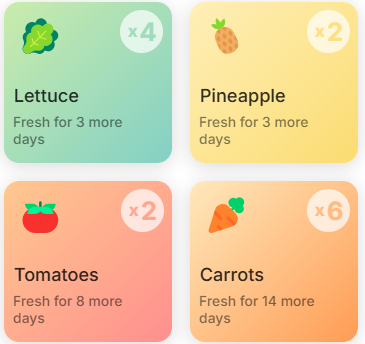 x4
Lettuce
Fresh for 3 more
days
x2
Pineapple
Fresh for 3 more
days
x2
Tomatoes
Fresh for 8 more
days
x6
Carrots
Fresh for 14 more
days